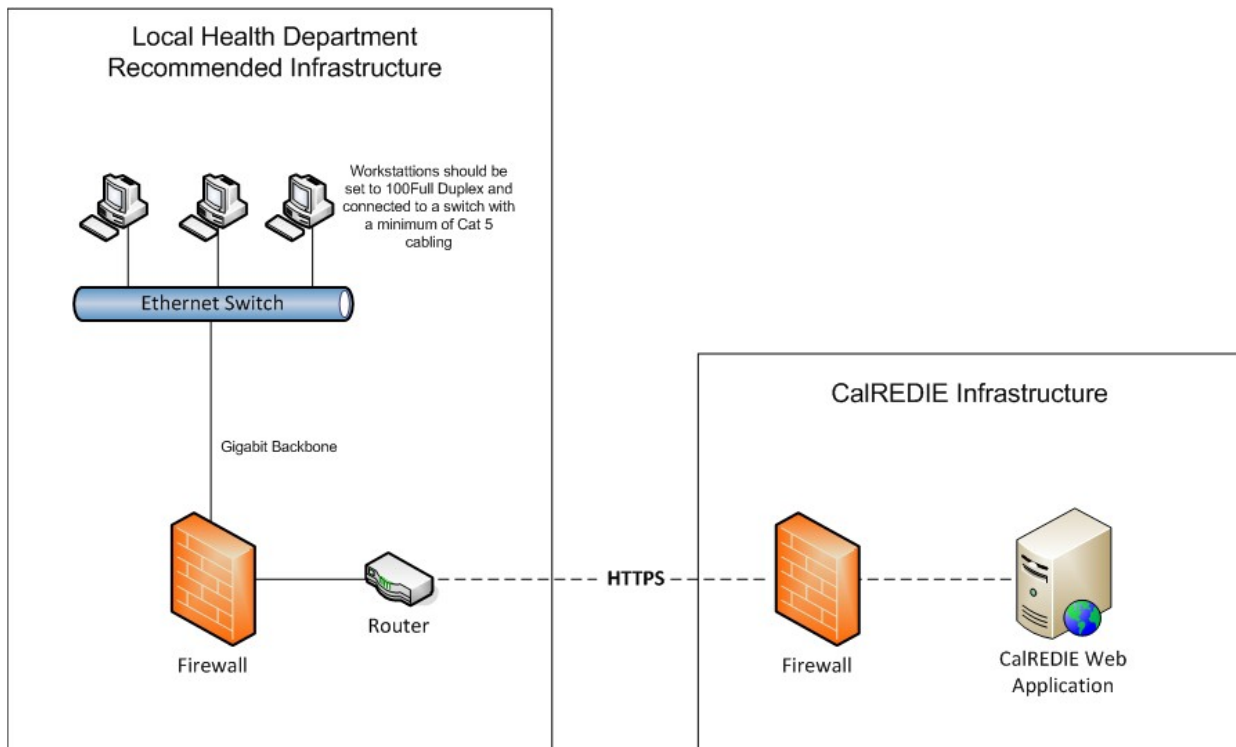 Local Health Department
Recommended Infrastructure
Workstattions should be
set to 100Full Duplex and
connected to a switch with
a minimum of Cat 5
cabling
Ethernet Switch
Gigabit Backbone
Firewall
Router
HTTPS
CalREDIE Infrastructure
Firewall
CalREDIE Web
Application